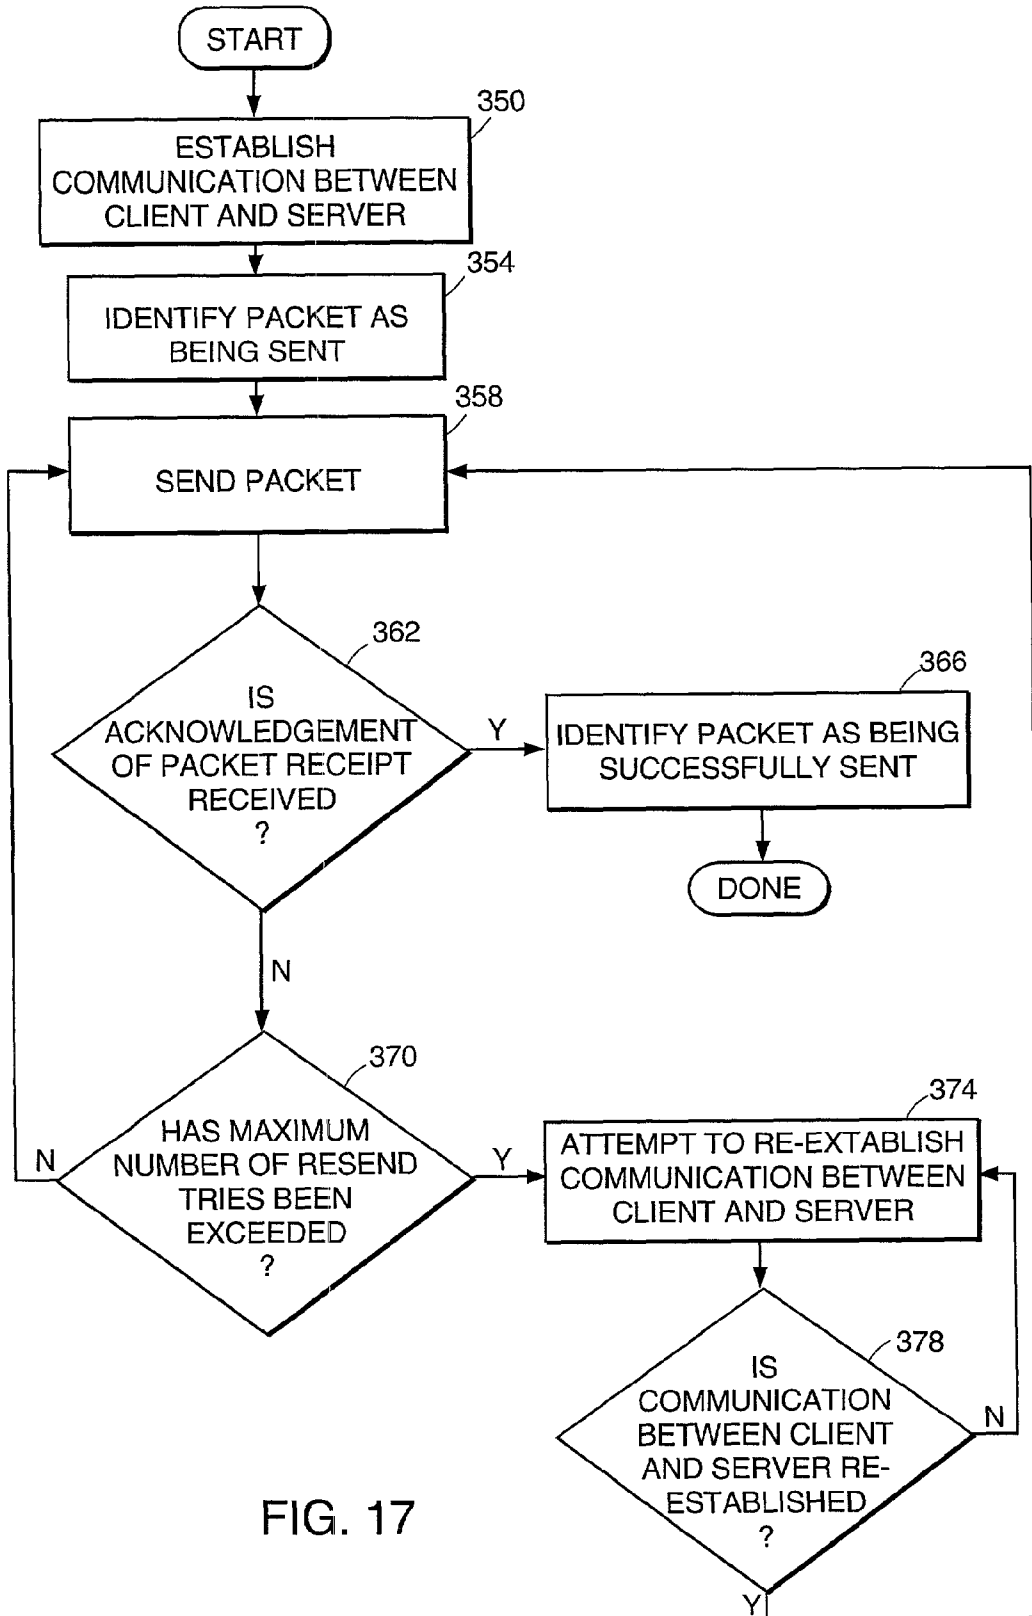 START
350
ESTABLISH
COMMUNICATION BETWEEN
CLIENT AND SERVER
354
IDENTIFY PACKET AS
BEING SENT
358
SEND PACKET
362
IS
ACKNOWLEDGEMENT
OF PACKET RECEIPT
RECEIVED
?
Y
366
IDENTIFY PACKET AS BEING
SUCCESSFULLY SENT
DONE
N
370
HAS MAXIMUM
NUMBER OF RESEND
TRIES BEEN
EXCEEDED
?
N
Y
374
ATTEMPT TO RE-EXTABLISH
COMMUNICATION BETWEEN
CLIENT AND SERVER
378
IS
COMMUNICATION
BETWEEN CLIENT
AND SERVER RE-
ESTABLISHED
?
N
Y
FIG. 17